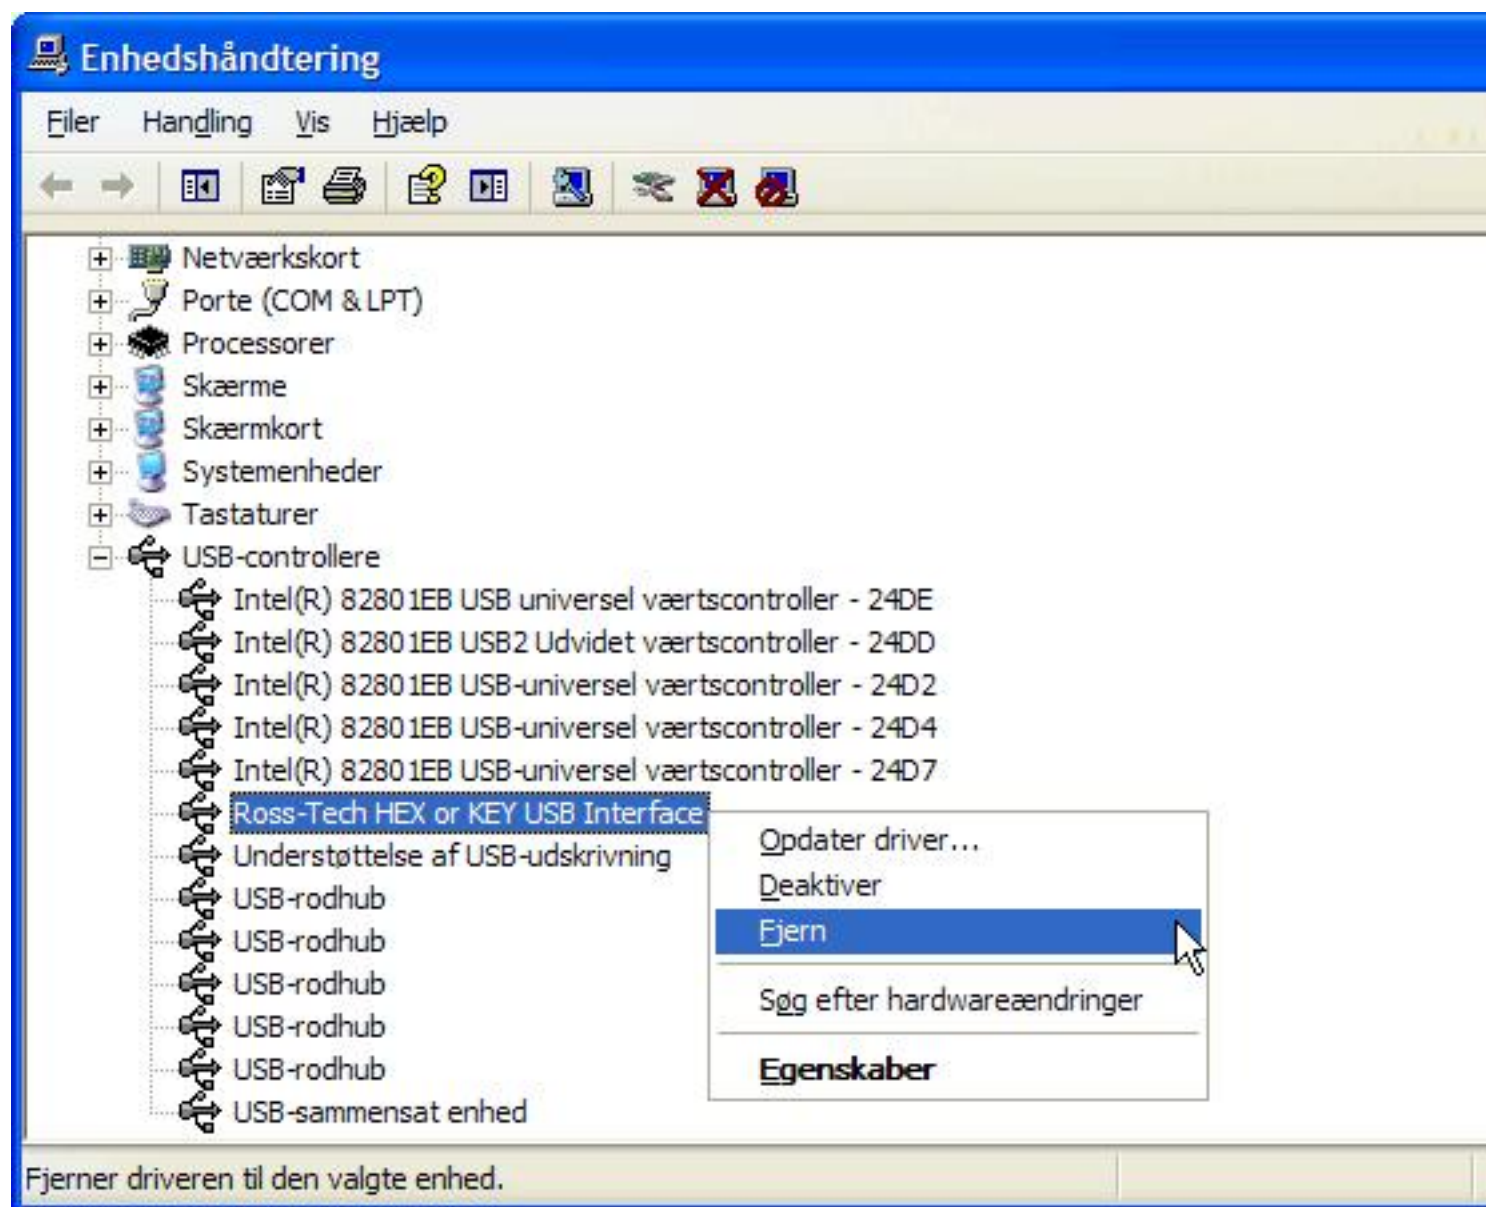 Enhedshåndtering
Filer Handling Vis Hjælp
Netværkskort
Porte (COM & LPT)
Processorer
Skærme
Skærmkort
Systemenheder
Tastaturer
USB-controllere
Intel(R) 82801EB USB universel værtscontroller - 24DE
Intel(R) 82801EB USB2 Udvidet værtscontroller - 24DD
Intel(R) 82801EB USB-universel værtscontroller - 24D2
Intel(R) 82801EB USB-universel værtscontroller - 24D4
Intel(R) 82801EB USB-universel værtscontroller - 24D7
Ross-Tech HEX or KEY USB Interface
Understøttelse af USB-udskrivning
USB-rodhub
USB-rodhub
USB-rodhub
USB-rodhub
USB-rodhub
USB-sammensat enhed
Opdater driver...
Deaktiver
Fjern
Søg efter hardwareændringer
Egenskaber
Fjerner driveren til den valgte enhed.